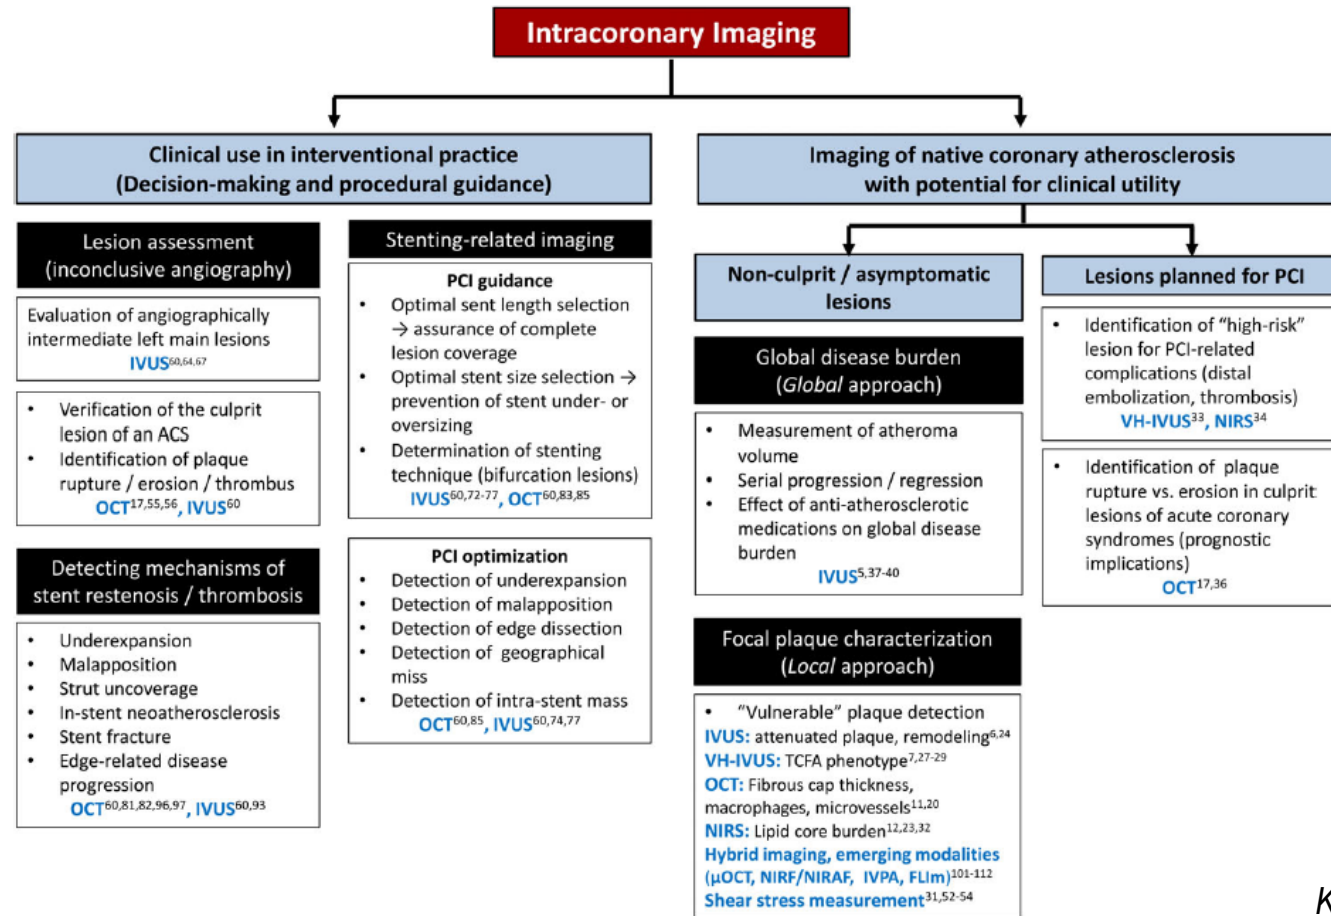 Intracoronary Imaging
Clinical use in interventional practice
(Decision-making and procedural guidance)
Lesion assessment
(inconclusive angiography)
Evaluation of angiographically
intermediate left main lesions
IVUS60,64,67
• Verification of the culprit
lesion of an ACS
• Identification of plaque
rupture / erosion / thrombus
OCT17,55,56, IVUS60
Detecting mechanisms of
stent restenosis / thrombosis
• Underexpansion
• Malapposition
• Strut uncoverage
• In-stent neoatherosclerosis
• Stent fracture
• Edge-related disease
progression
OCT60,81,82,96,97, IVUS60,93
Stenting-related imaging
PCI guidance
• Optimal sent length selection
→ assurance of complete
lesion coverage
• Optimal stent size selection →
prevention of stent under- or
oversizing
• Determination of stenting
technique (bifurcation lesions)
IVUS60,72-77, OCT60,83,85
PCI optimization
• Detection of underexpansion
• Detection of malapposition
• Detection of edge dissection
• Detection of geographical
miss
• Detection of intra-stent mass
OCT60,85, IVUS60,74,77
Imaging of native coronary atherosclerosis
with potential for clinical utility
Non-culprit / asymptomatic
lesions
Global disease burden
(Global approach)
• Measurement of atheroma
volume
• Serial progression / regression
• Effect of anti-atherosclerotic
medications on global disease
burden
IVUS5,37-40
Focal plaque characterization
(Local approach)
• "Vulnerable" plaque detection
IVUS: attenuated plaque, remodeling6,24
VH-IVUS: TCFA phenotype7,27-29
OCT: Fibrous cap thickness,
macrophages, microvessels11,20
NIRS: Lipid core burden12,23,32
Hybrid imaging, emerging modalities
(μOCT, NIRF/NIRAF, IVPA, FLIm)101-112
Shear stress measurement31,52-54
Lesions planned for PCI
• Identification of "high-risk"
lesion for PCI-related
complications (distal
embolization, thrombosis)
VH-IVUS33, NIRS34
• Identification of plaque
rupture vs. erosion in culprit
lesions of acute coronary
syndromes (prognostic
implications)
OCT17,36
K